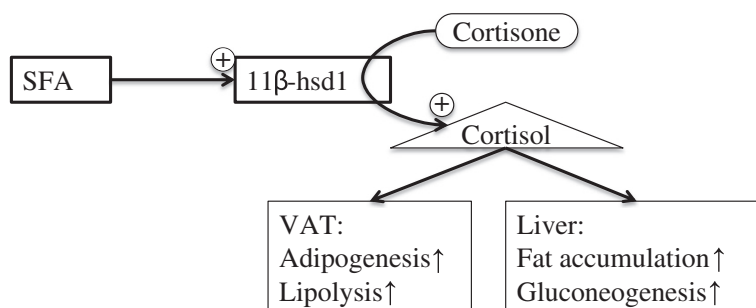 Cortisone
+
SFA
11β-hsd1
+
Cortisol
VAT:
Adipogenesis↑
Lipolysis↑
Liver:
Fat accumulation↑
Gluconeogenesis↑